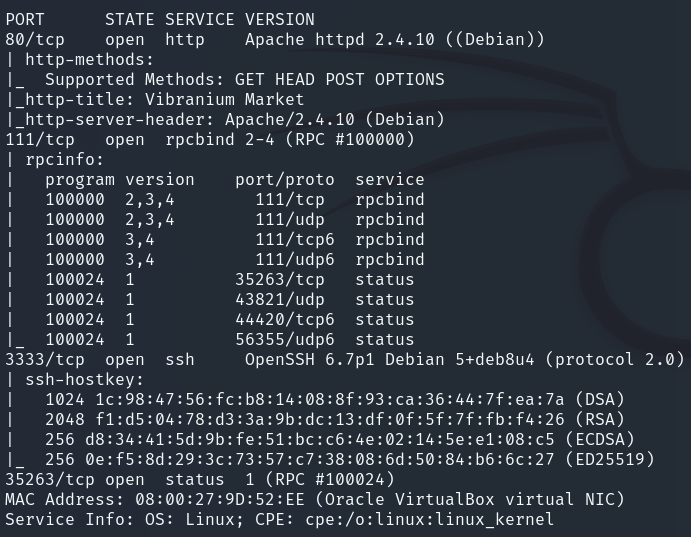 PORT      STATE SERVICE VERSION
80/tcp    open  http    Apache httpd 2.4.10 ((Debian))
| http-methods:
|_  Supported Methods: GET HEAD POST OPTIONS
|_http-title: Vibranium Market
|_http-server-header: Apache/2.4.10 (Debian)
111/tcp   open  rpcbind 2-4 (RPC #100000)
| rpcinfo:
|   program version    port/proto  service
|   100000  2,3,4        111/tcp   rpcbind
|   100000  2,3,4        111/udp   rpcbind
|   100000  3,4          111/tcp6  rpcbind
|   100000  3,4          111/udp6  rpcbind
|   100024  1          35263/tcp   status
|   100024  1          43821/udp   status
|   100024  1          44420/tcp6  status
|_  100024  1          56355/udp6  status
3333/tcp  open  ssh     OpenSSH 6.7p1 Debian 5+deb8u4 (protocol 2.0)
| ssh-hostkey:
|   1024 1c:98:47:56:fc:b8:14:08:8f:93:ca:36:44:7f:ea:7a (DSA)
|   2048 f1:d5:04:78:d3:3a:9b:dc:13:df:0f:5f:7f:fb:f4:26 (RSA)
|   256 d8:34:41:5d:9b:fe:51:bc:c6:4e:02:14:5e:e1:08:c5 (ECDSA)
|_  256 0e:f5:8d:29:3c:73:57:c7:38:08:6d:50:84:b6:6c:27 (ED25519)
35263/tcp open  status  1 (RPC #100024)
MAC Address: 08:00:27:9D:52:EE (Oracle VirtualBox virtual NIC)
Service Info: OS: Linux; CPE: cpe:/o:linux:linux_kernel